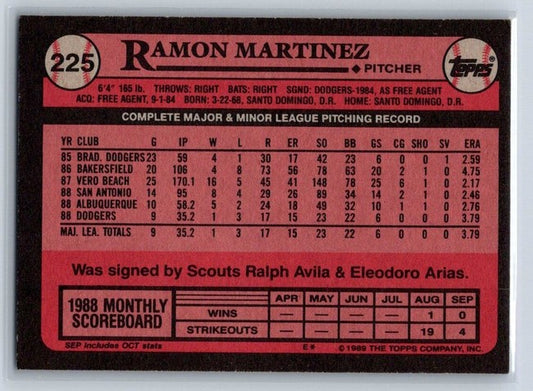 225
RAMON MARTINEZ
PITCHER
TOPPS
6'4" 165 lb. THROWS: RIGHT BATS: RIGHT SGND: DODGERS-1984, AS FREE AGENT
ACQ: FREE AGENT, 9-1-84 BORN: 3-22-68, SANTO DOMINGO, D.R. HOME: SANTO DOMINGO, D.R.
COMPLETE MAJOR & MINOR LEAGUE PITCHING RECORD
YR CLUB G IP W L R ER SO BB GS CG SHO SV ERA
85 BRAD. DODGERS 23 59 4 1 30 17 42 23 6 0 0 1 2.59
86 BAKERSFIELD 20 106 4 8 73 56 78 63 20 2 1 0 4.75
87 VERO BEACH 25 170.1 16 5 45 41 148 78 25 6 1 0 2.17
88 SAN ANTONIO 14 95 8 4 29 26 89 34 14 2 1 0 2.46
88 ALBUQUERQUE 10 58.2 5 2 24 18 49 32 10 1 1 0 2.76
88 DODGERS 9 35.2 1 3 17 15 23 22 6 0 0 0 3.79
MAJ. LEA. TOTALS 9 35.2 1 3 17 15 23 22 6 0 0 0 3.79
Was signed by Scouts Ralph Avila & Eleodoro Arias.
1988 MONTHLY SCOREBOARD
APR MAY JUN JUL AUG SEP
WINS — — — — 1 0
STRIKEOUTS — — — — 19 4
SEP Includes OCT stats
E*
© 1989 THE TOPPS COMPANY, INC.